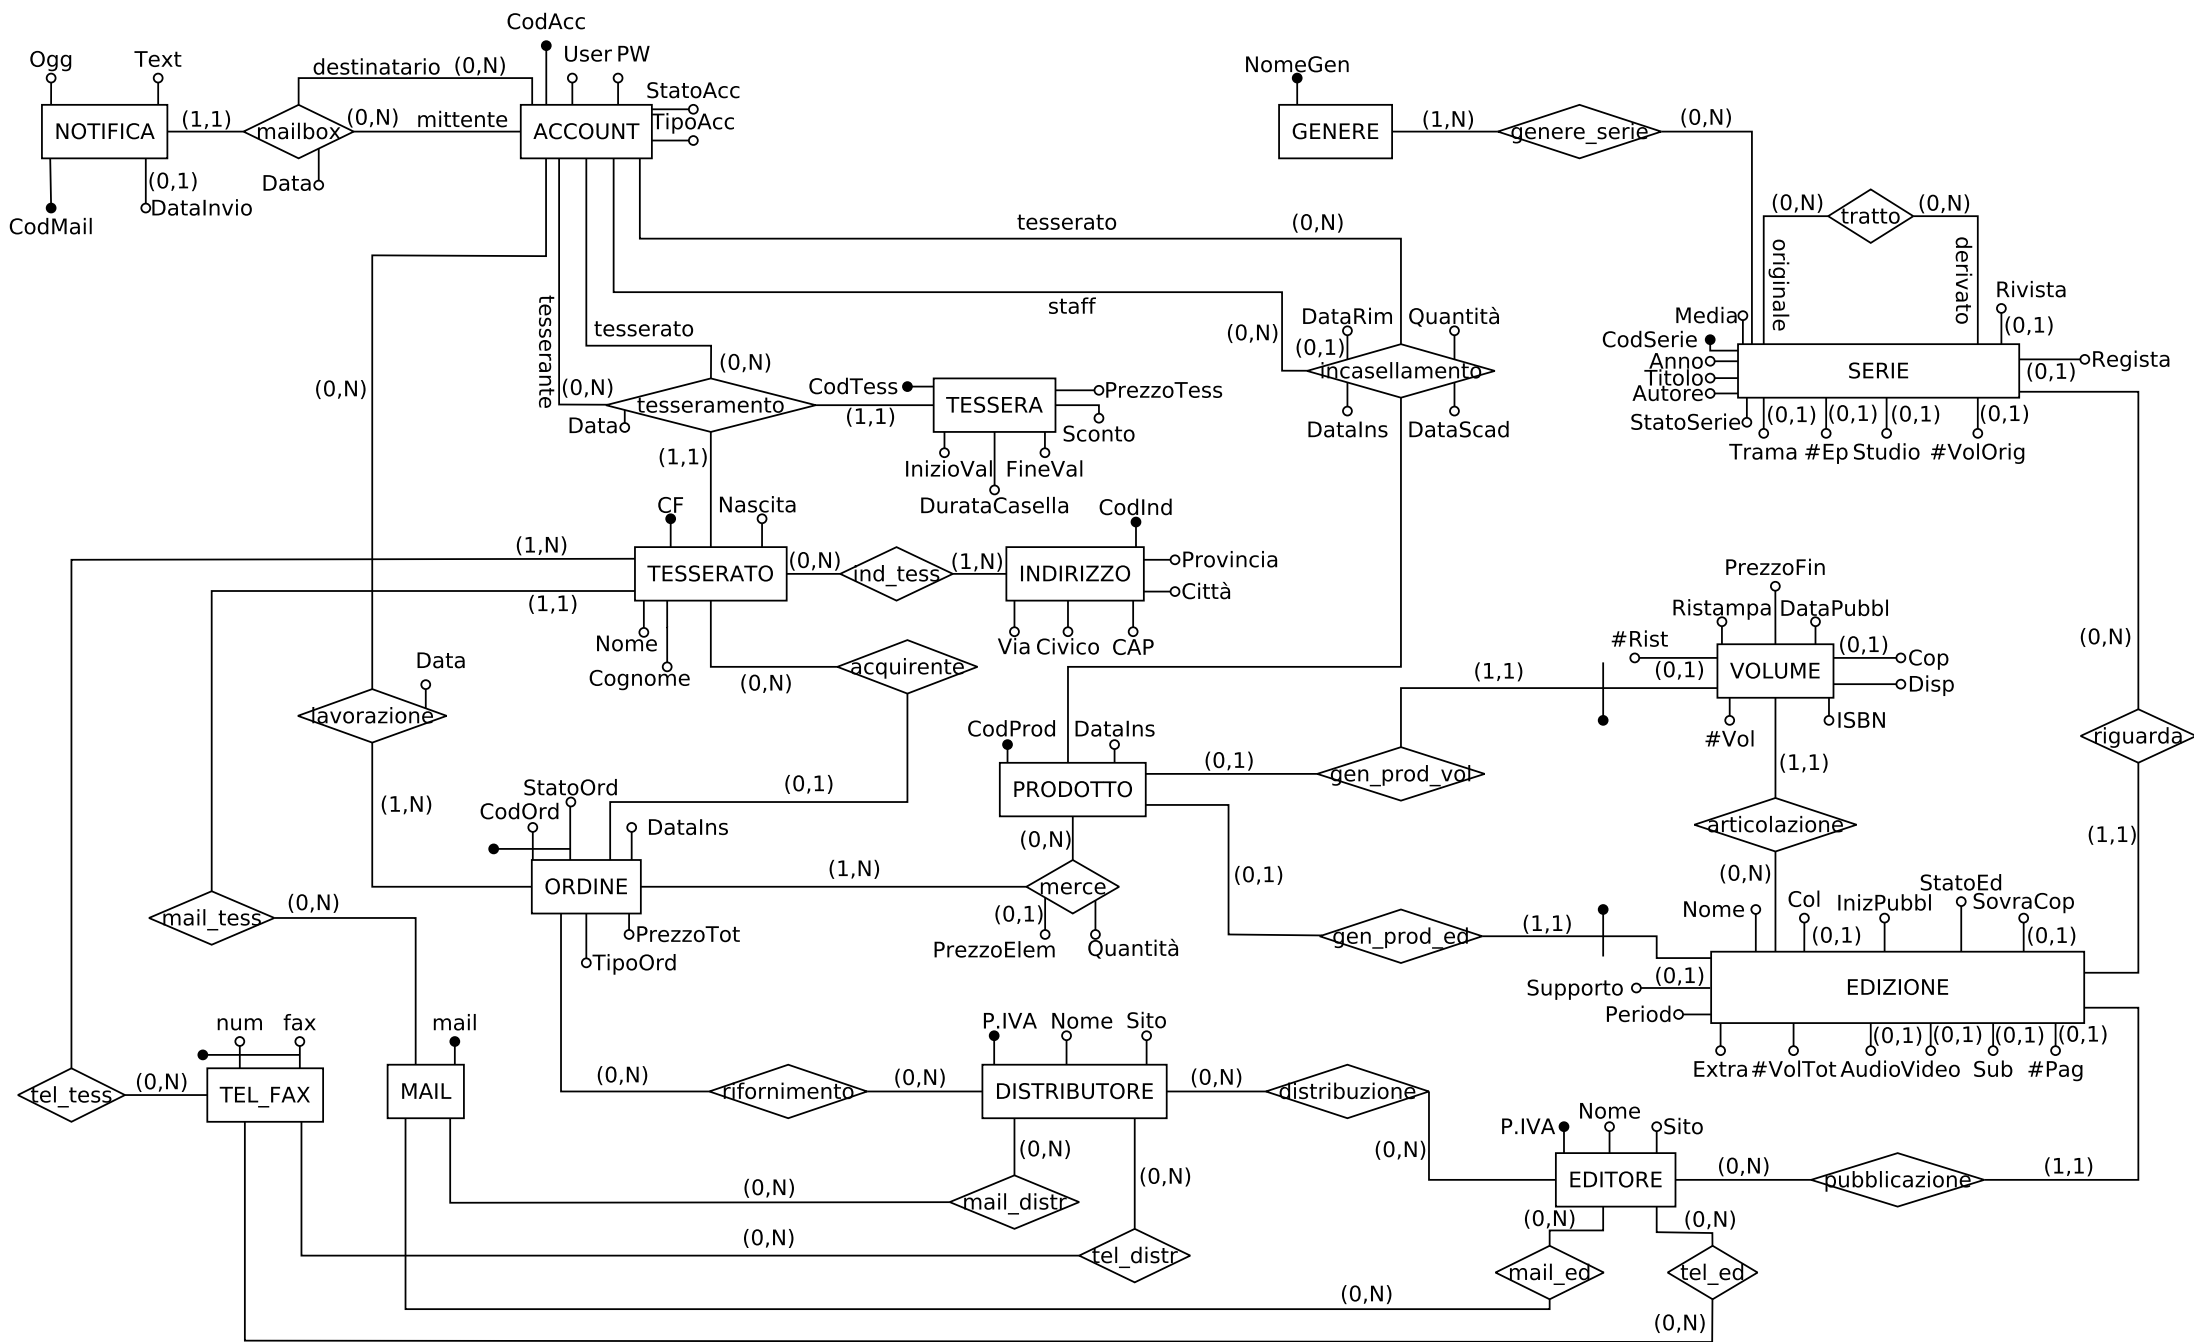 CodAcc
Ogg
Text
destinatario (0,N)
User PW
StatoAcc
TipoAcc
NOTIFICA
(1,1)
mailbox
(0,N) mittente
ACCOUNT
Data
(0,1)
DataInvio
CodMail
NomeGen
GENERE
(1,N)
genere_serie
(0,N)
tesserato
(0,N)
staff
(0,N)
(0,N)
tratto
(0,N)
originale
derivato
Rivista
(0,1)
Media
CodSerie
Anno
Titolo
Autore
StatoSerie
SERIE
Regista
(0,1)
(0,1)
(0,1)
(0,1)
(0,1)
Trama
#Ep
Studio
#VolOrig
DataRim
Quantità
(0,1)
incasellamento
DataIns
DataScad
(0,N)
tesserante
tesserato
(0,N)
(0,N)
tesseramento
Data
(1,1)
CodTess
(1,1)
TESSERA
PrezzoTess
Sconto
InizioVal
FineVal
DurataCasella
CF
Nascita
CodInd
(1,N)
TESSERATO
(0,N)
ind_tess
(1,N)
INDIRIZZO
Provincia
Città
(1,1)
Nome
Cognome
Via
Civico
CAP
Data
lavorazione
(1,N)
(0,N)
acquirente
(0,1)
PrezzoFin
Ristampa
DataPubbl
#Rist
(0,1)
VOLUME
(0,1)
Cop
Disp
ISBN
#Vol
(1,1)
(0,N)
riguarda
(1,1)
CodProd
DataIns
PRODOTTO
(0,1)
gen_prod_vol
(1,1)
articolazione
(0,N)
StatoOrd
CodOrd
DataIns
ORDINE
(1,N)
(0,N)
merce
(0,1)
PrezzoElem
Quantità
PrezzoTot
TipoOrd
(0,1)
gen_prod_ed
(1,1)
Nome
Col
(0,1)
InizPubbl
StatoEd
SovraCop
(0,1)
Supporto
(0,1)
Period
EDIZIONE
(0,1)
(0,1)
(0,1)
(0,1)
Extra
#VolTot
Audio
Video
Sub
#Pag
mail_tess
(0,N)
num
fax
mail
tel_tess
(0,N)
TEL_FAX
MAIL
(0,N)
rifornimento
(0,N)
P.IVA
Nome
Sito
DISTRIBUTORE
(0,N)
distribuzione
(0,N)
P.IVA
Nome
Sito
EDITORE
(0,N)
pubblicazione
(1,1)
(0,N)
(0,N)
mail_distr
(0,N)
(0,N)
tel_distr
(0,N)
(0,N)
mail_ed
tel_ed
(0,N)
(0,N)